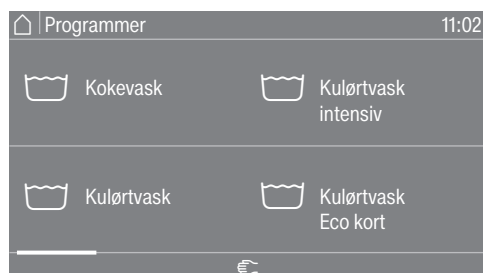 Programmer 11:02
Kokevask
Kulørtvask
intensiv
Kulørtvask
Kulørtvask
Eco kort